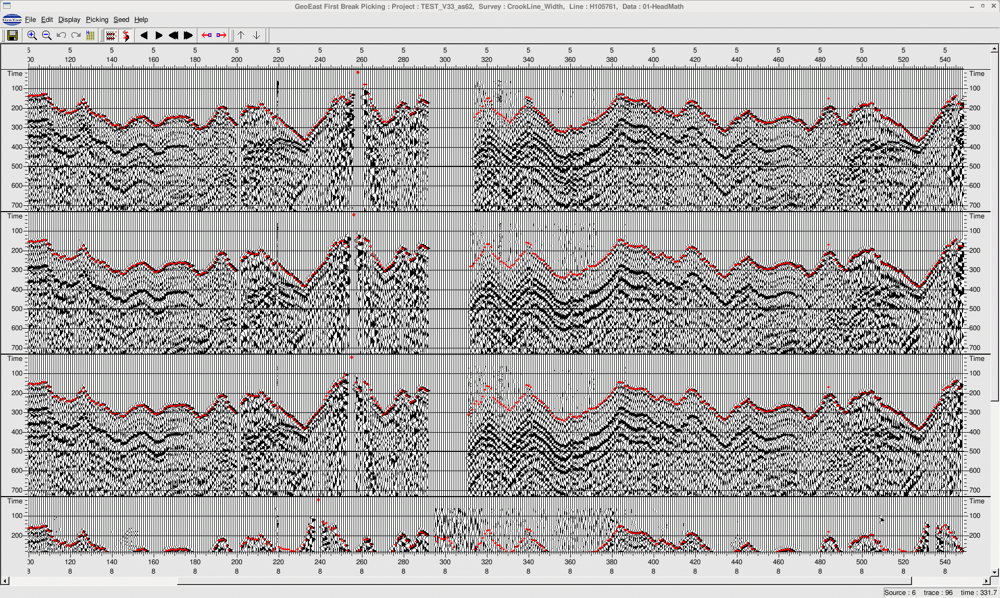 GeoEast First Break Picking : Project : TEST_V33_as62, Survey : CrookLine_Width, Line : H105761, Data : 01-HeadMath
Geo East File Edit Display Picking Seed Help
5 5 5 5 5 5 5 5 5 5 5 5 5 5 5 5 5 5 5 5 5 5 5
00 120 140 160 180 200 220 240 260 280 300 320 340 360 380 400 420 440 460 480 500 520 540
Time Time
100 100
200 200
300 300
400 400
500 500
600 600
700 700
Time Time
100 100
200 200
300 300
400 400
500 500
600 600
700 700
Time Time
100 100
200 200
300 300
400 400
500 500
600 600
700 700
Time Time
100 100
200 200
00 120 140 160 180 200 220 240 260 280 300 320 340 360 380 400 420 440 460 480 500 520 540
8 8 8 8 8 8 8 8 8 8 8 8 8 8 8 8 8 8 8 8 8 8 8
Source : 6 trace : 96 time : 331.7